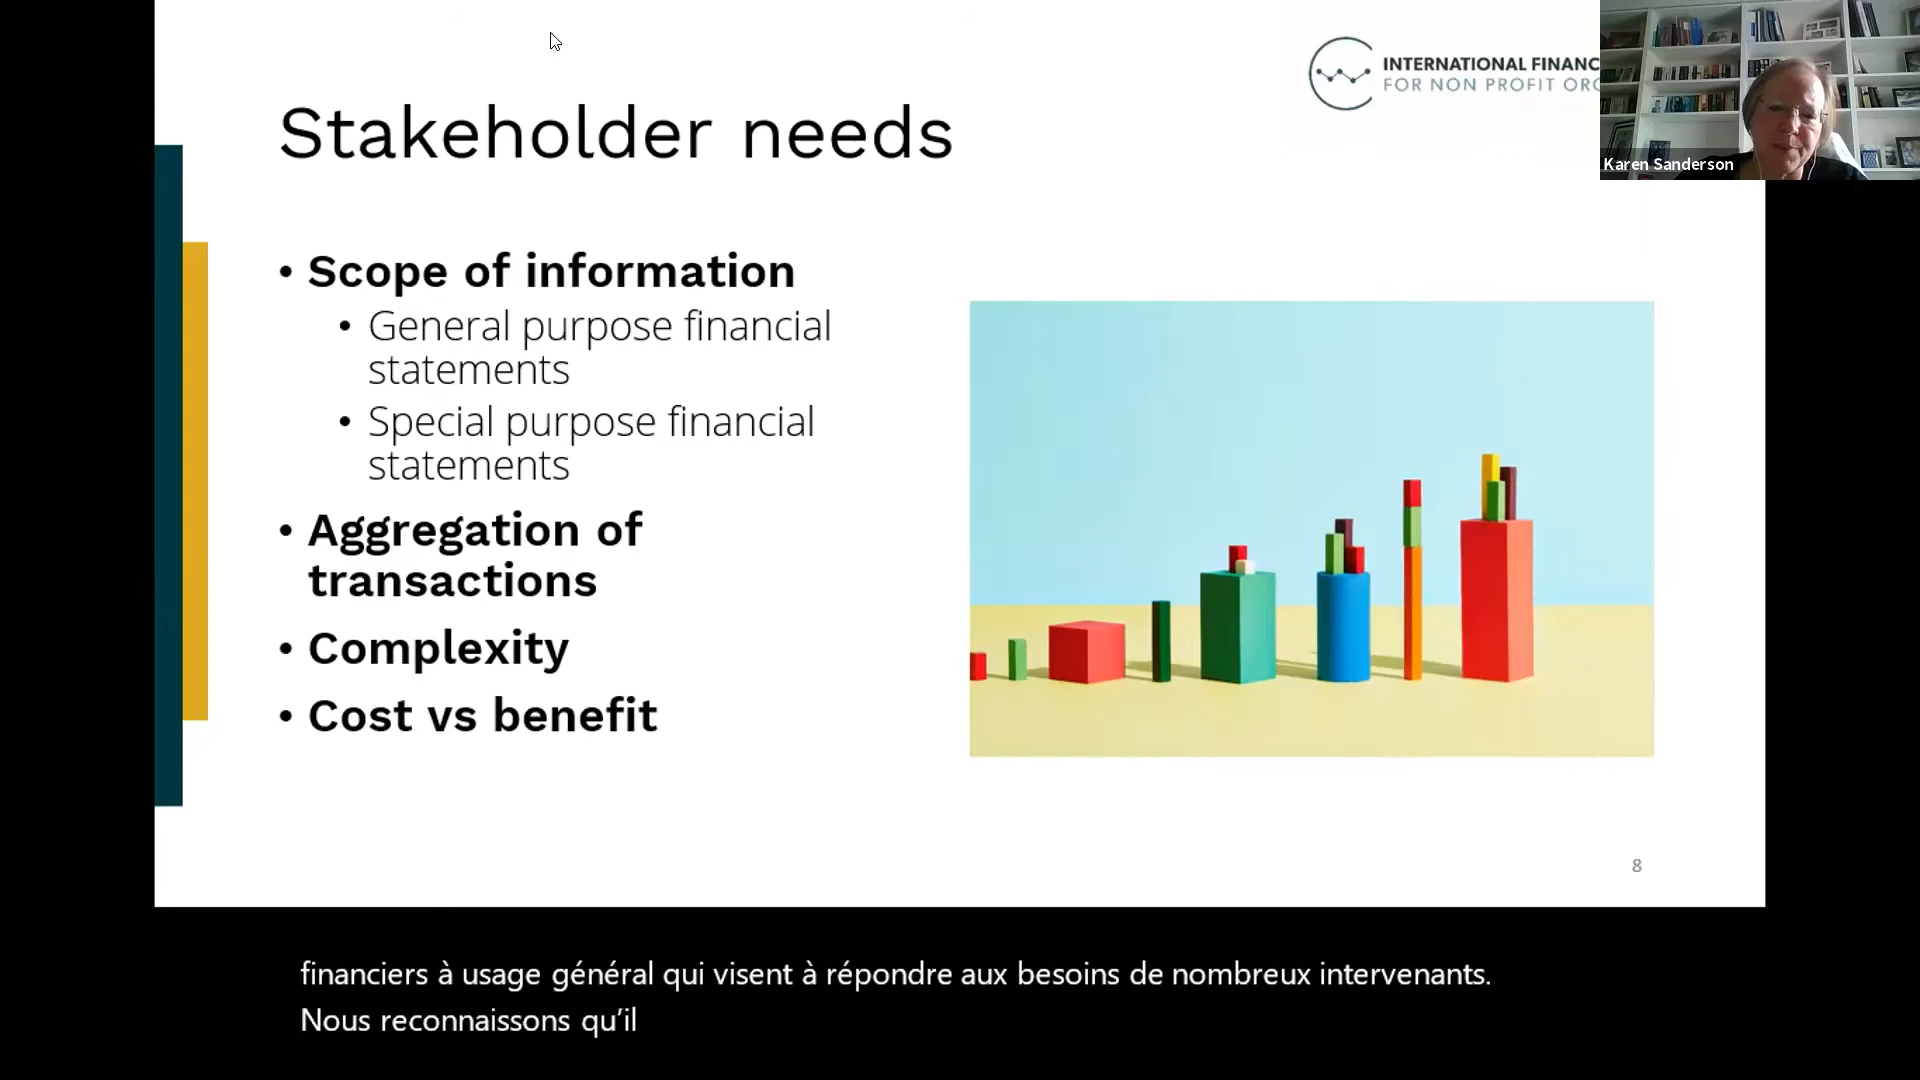 INTERNATIONAL FINANC
FOR NON PROFIT ORG
Karen Sanderson
Stakeholder needs
• Scope of information
• General purpose financial
statements
• Special purpose financial
statements
• Aggregation of
transactions
• Complexity
• Cost vs benefit
8
financiers à usage général qui visent à répondre aux besoins de nombreux intervenants.
Nous reconnaissons qu’il